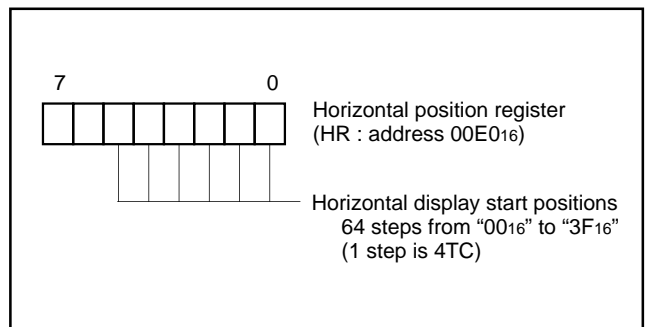 7 0
Horizontal position register
(HR : address 00E016)
Horizontal display start positions
64 steps from “0016” to “3F16”
(1 step is 4TC)